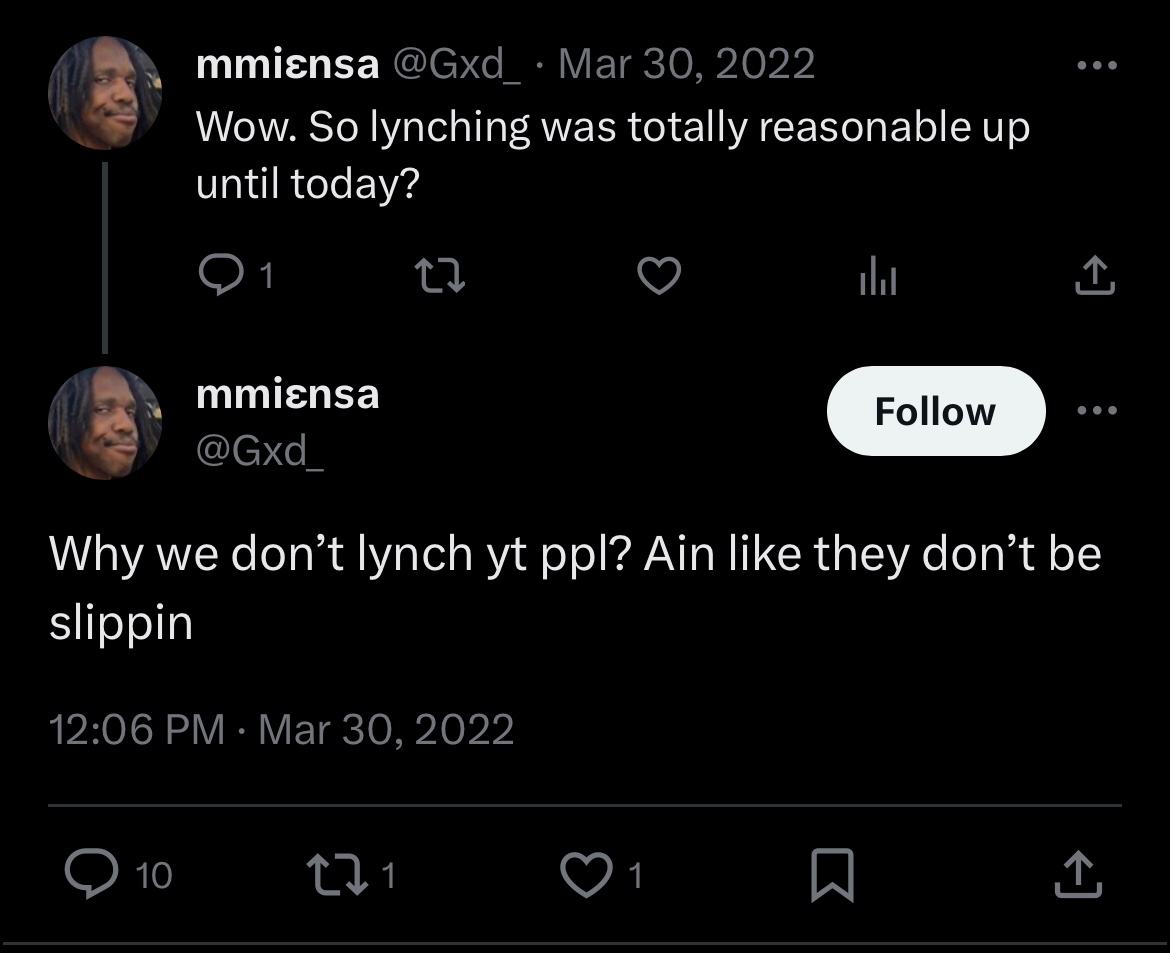 mmiɛnsa @Gxd_ · Mar 30, 2022
Wow. So lynching was totally reasonable up
until today?
1
mmiɛnsa
@Gxd_
Follow
Why we don’t lynch yt ppl? Ain like they don’t be
slippin
12:06 PM · Mar 30, 2022
10 1 1